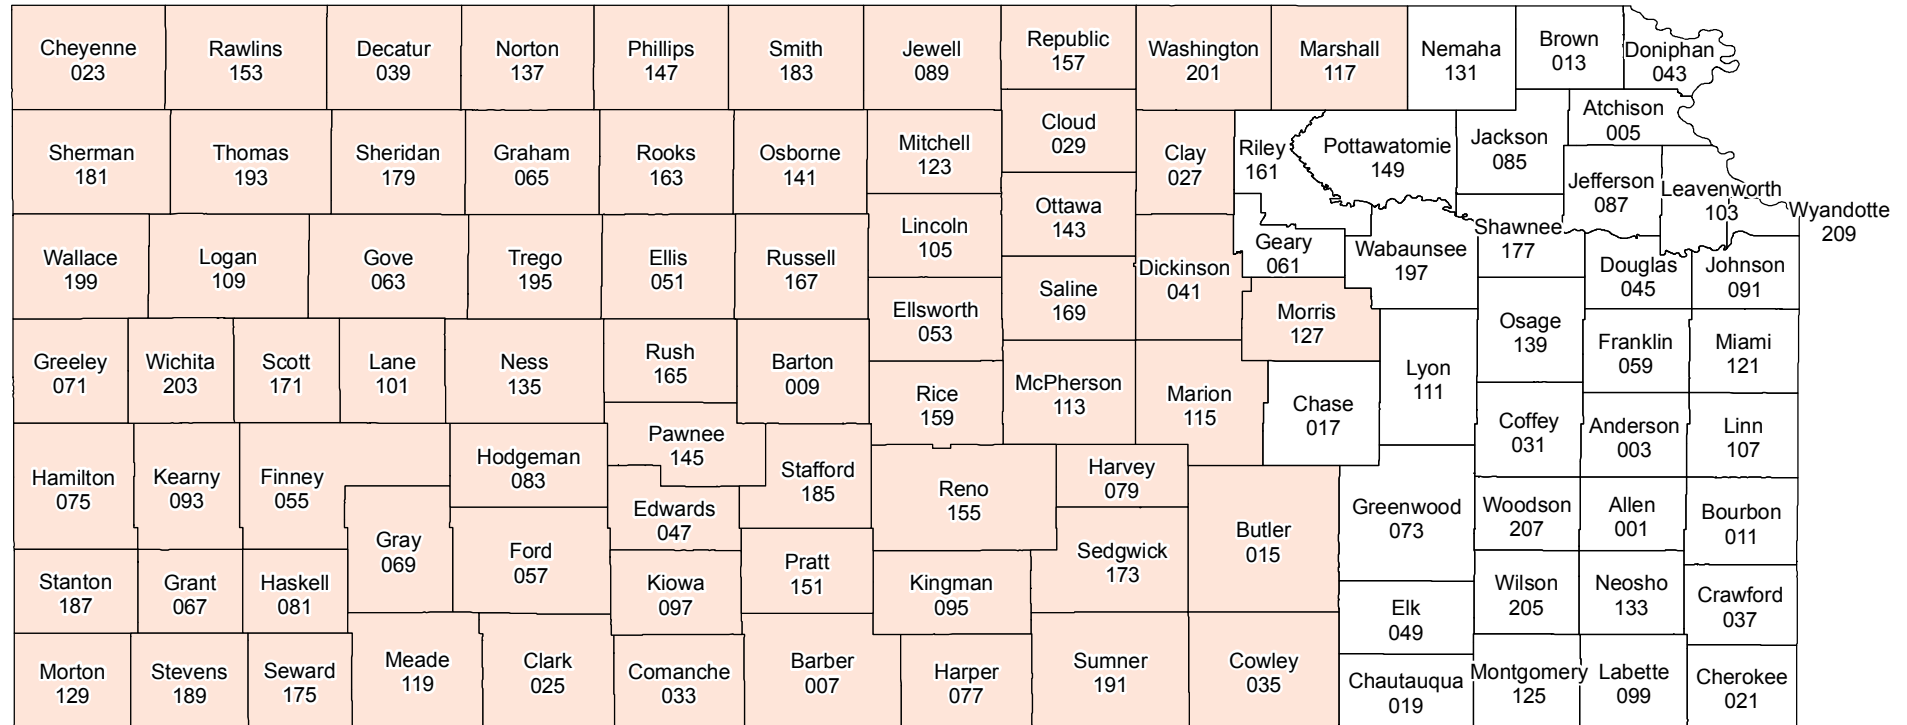 Cheyenne
023
Rawlins
153
Decatur
039
Norton
137
Phillips
147
Smith
183
Jewell
089
Republic
157
Washington
201
Marshall
117
Nemaha
131
Brown
013
Doniphan
043
Sherman
181
Thomas
193
Sheridan
179
Graham
065
Rooks
163
Osborne
141
Mitchell
123
Cloud
029
Clay
027
Riley
161
Pottawatomie
149
Jackson
085
Atchison
005
Jefferson
087
Leavenworth
103
Wyandotte
209
Wallace
199
Logan
109
Gove
063
Trego
195
Ellis
051
Russell
167
Lincoln
105
Ottawa
143
Dickinson
041
Geary
061
Wabaunsee
197
Shawnee
177
Douglas
045
Johnson
091
Ellsworth
053
Saline
169
Morris
127
Osage
139
Franklin
059
Miami
121
Greeley
071
Wichita
203
Scott
171
Lane
101
Ness
135
Rush
165
Barton
009
Rice
159
McPherson
113
Marion
115
Chase
017
Lyon
111
Coffey
031
Anderson
003
Linn
107
Hamilton
075
Kearny
093
Finney
055
Hodgeman
083
Pawnee
145
Stafford
185
Reno
155
Harvey
079
Butler
015
Greenwood
073
Woodson
207
Allen
001
Bourbon
011
Gray
069
Ford
057
Edwards
047
Pratt
151
Sedgwick
173
Stanton
187
Grant
067
Haskell
081
Kiowa
097
Kingman
095
Elk
049
Wilson
205
Neosho
133
Crawford
037
Morton
129
Stevens
189
Seward
175
Meade
119
Clark
025
Comanche
033
Barber
007
Harper
077
Sumner
191
Cowley
035
Chautauqua
019
Montgomery
125
Labette
099
Cherokee
021